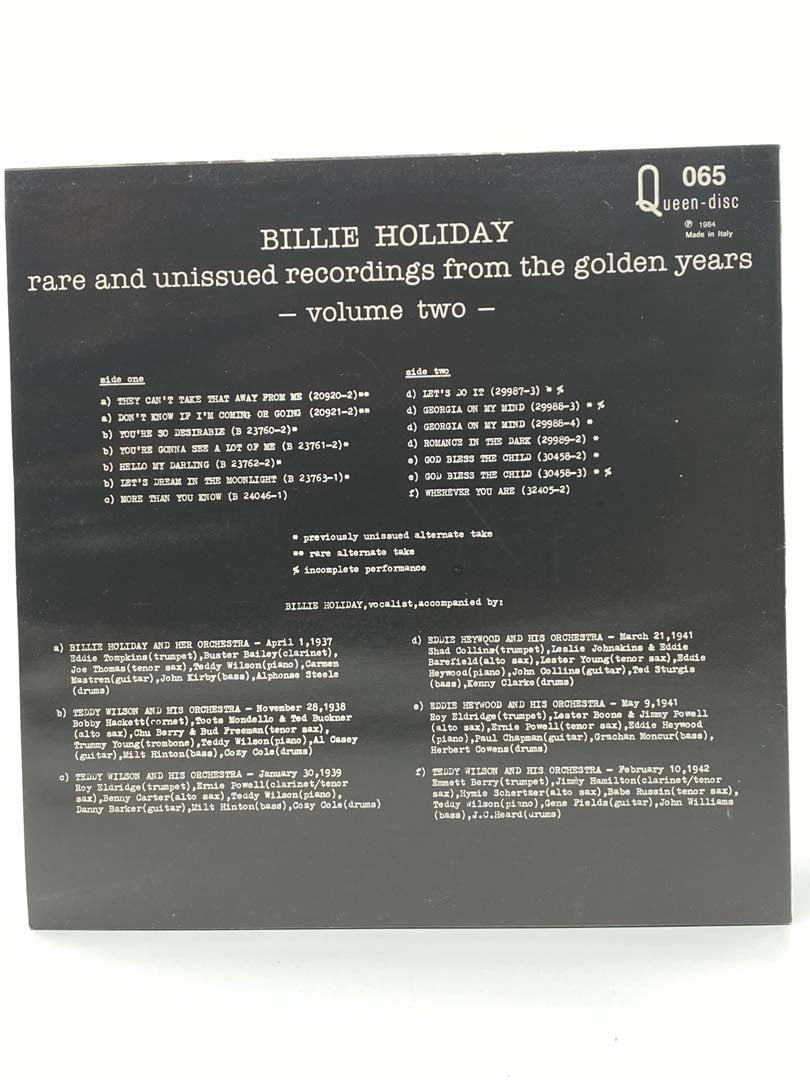 Queen-disc 065
℗ 1984
Made in Italy
BILLIE HOLIDAY
rare and unissued recordings from the golden years
— volume two —
side one
a) THEY CAN'T TAKE THAT AWAY FROM ME (20920-2)**
a) DON'T KNOW IF I'M COMING OR GOING (20921-2)**
b) YOU'RE SO DESIRABLE (B 23760-2)*
b) YOU'RE GONNA SEE A LOT OF ME (B 23761-2)*
b) HELLO MY DARLING (B 23762-2)*
b) LET'S DREAM IN THE MOONLIGHT (B 23763-1)*
c) MORE THAN YOU KNOW (B 24046-1)
side two
d) LET'S DO IT (29987-3) * %
d) GEORGIA ON MY MIND (29988-3) * %
d) GEORGIA ON MY MIND (29988-4) *
d) ROMANCE IN THE DARK (29989-2) *
e) GOD BLESS THE CHILD (30458-2) *
e) GOD BLESS THE CHILD (30458-3) * %
f) WHEREVER YOU ARE (32405-2)
* previously unissued alternate take
** rare alternate take
% incomplete performance
BILLIE HOLIDAY,vocalist,accompanied by:
a) BILLIE HOLIDAY AND HER ORCHESTRA — April 1,1937
Eddie Tompkins(trumpet),Buster Bailey(clarinet),
Joe Thomas(tenor sax),Teddy Wilson(piano),Carmen
Mastren(guitar),John Kirby(bass),Alphonse Steele
(drums)
b) TEDDY WILSON AND HIS ORCHESTRA — November 28,1938
Bobby Hackett(cornet),Toots Mondello & Ted Buckner
(alto sax),Chu Berry & Bud Freeman(tenor sax),
Trummy Young(trombone),Teddy Wilson(piano),Al Casey
(guitar),Milt Hinton(bass),Cozy Cole(drums)
c) TEDDY WILSON AND HIS ORCHESTRA — January 30,1939
Roy Eldridge(trumpet),Ernie Powell(clarinet/tenor
sax),Benny Carter(alto sax),Teddy Wilson(piano),
Danny Barker(guitar),Milt Hinton(bass),Cozy Cole(drums)
d) EDDIE HEYWOOD AND HIS ORCHESTRA — March 21,1941
Shad Collins(trumpet),Leslie Johnakins & Eddie
Barefield(alto sax),Lester Young(tenor sax),Eddie
Heywood(piano),John Collins(guitar),Ted Sturgis
(bass),Kenny Clarke(drums)
e) EDDIE HEYWOOD AND HIS ORCHESTRA — May 9,1941
Roy Eldridge(trumpet),Lester Boone & Jimmy Powell
(alto sax),Ernie Powell(tenor sax),Eddie Heywood
(piano),Paul Chapman(guitar),Grachan Moncur(bass),
Herbert Cowens(drums)
f) TEDDY WILSON AND HIS ORCHESTRA — February 10,1942
Emmett Berry(trumpet),Jimmy Hamilton(clarinet/tenor
sax),Hymie Schertzer(alto sax),Babe Russin(tenor sax),
Teddy Wilson(piano),Gene Fields(guitar),John Williams
(bass),J.C.Heard(drums)